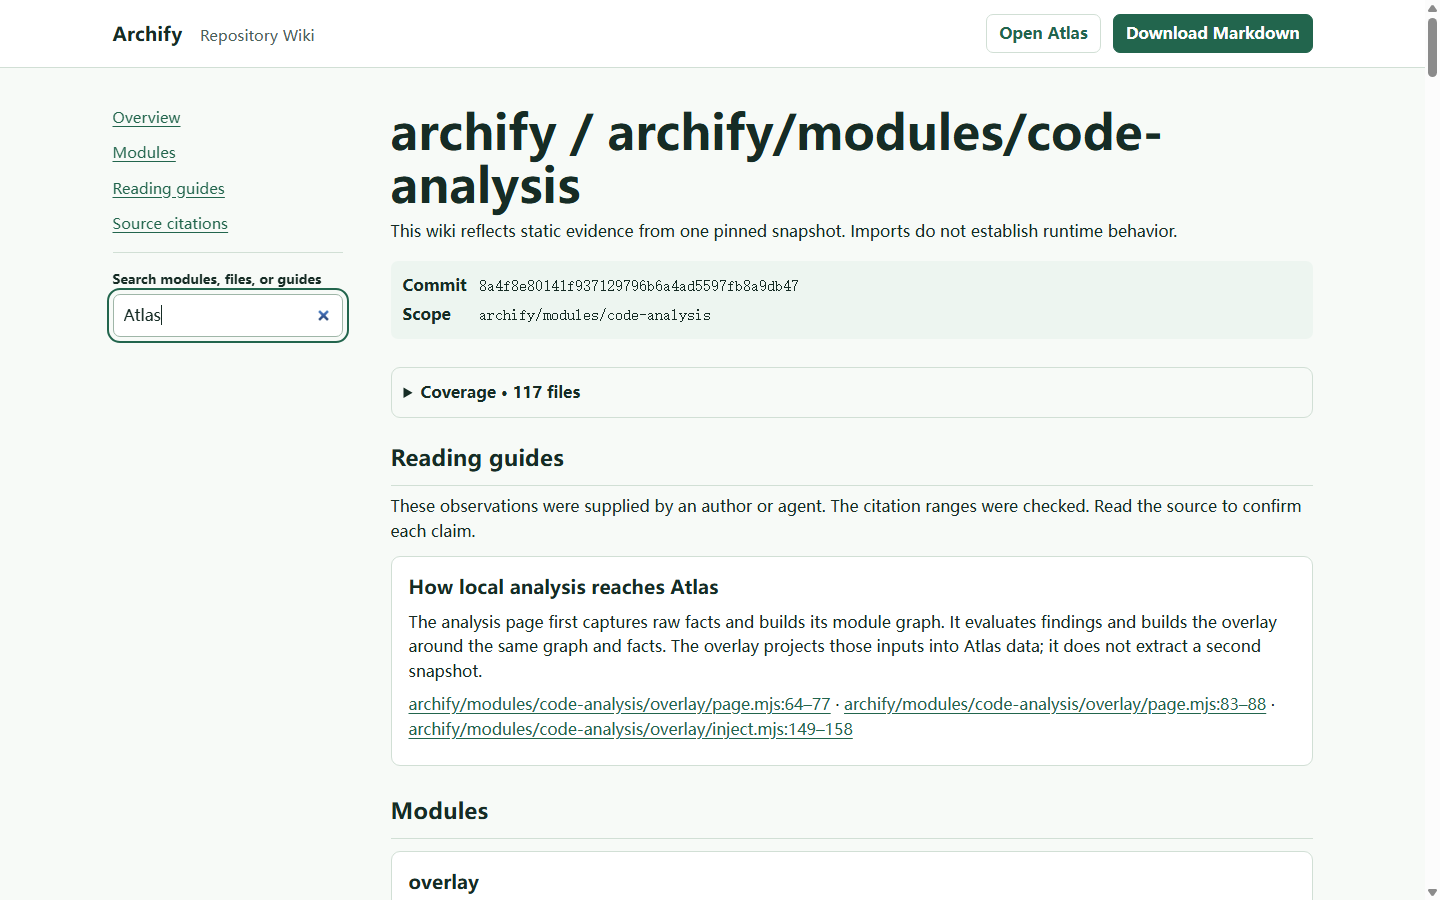 Archify Repository Wiki
Open Atlas
Download Markdown
Overview
Modules
Reading guides
Source citations
Search modules, files, or guides
Atlas
archify / archify/modules/code-
analysis
This wiki reflects static evidence from one pinned snapshot. Imports do not establish runtime behavior.
Commit 8a4f8e80141f937129796b6a4ad5597fb8a9db47
Scope archify/modules/code-analysis
Coverage • 117 files
Reading guides
These observations were supplied by an author or agent. The citation ranges were checked. Read the source to confirm
each claim.
How local analysis reaches Atlas
The analysis page first captures raw facts and builds its module graph. It evaluates findings and builds the overlay
around the same graph and facts. The overlay projects those inputs into Atlas data; it does not extract a second
snapshot.
archify/modules/code-analysis/overlay/page.mjs:64–77 · archify/modules/code-analysis/overlay/page.mjs:83–88 ·
archify/modules/code-analysis/overlay/inject.mjs:149–158
Modules
overlay